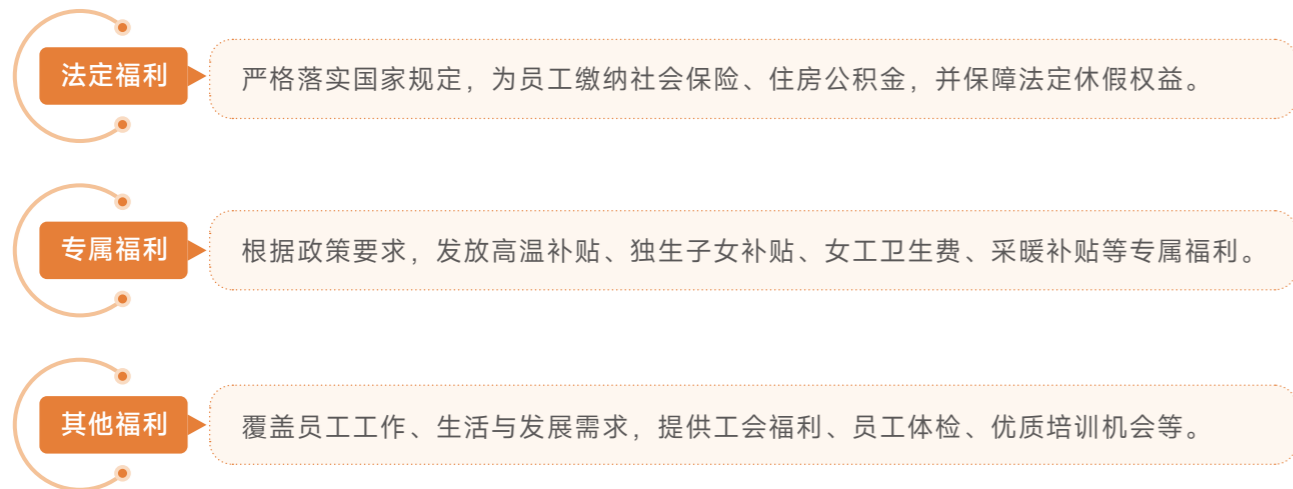 法定福利
严格落实国家规定，为员工缴纳社会保险、住房公积金，并保障法定休假权益。
专属福利
根据政策要求，发放高温补贴、独生子女补贴、女工卫生费、采暖补贴等专属福利。
其他福利
覆盖员工工作、生活与发展需求，提供工会福利、员工体检、优质培训机会等。